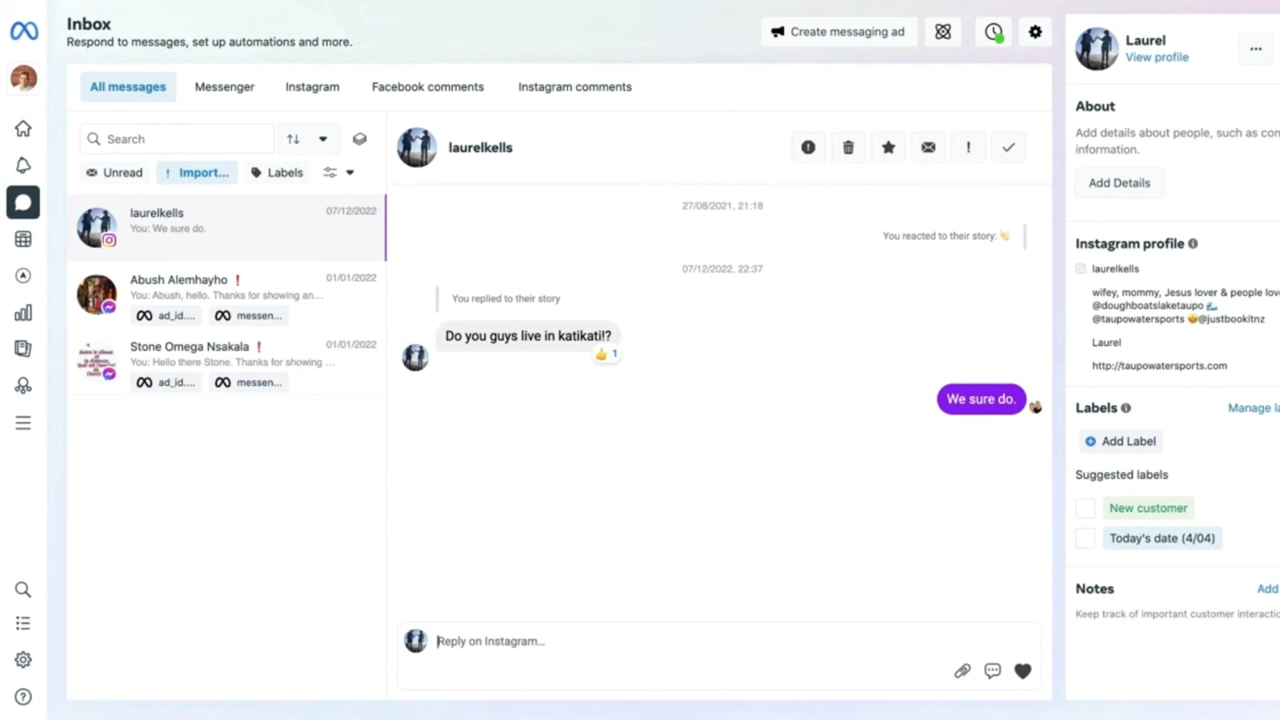 Inbox
Respond to messages, set up automations and more.
Create messaging ad
All messages
Messenger
Instagram
Facebook comments
Instagram comments
Search
Unread
! Import...
Labels
laurelkells
07/12/2022
You: We sure do.
Abush Alemhayho
01/01/2022
You: Abush, hello. Thanks for showing an...
ad_id....
messen...
Stone Omega Nsakala
01/01/2022
You: Hello there Stone. Thanks for showing ...
ad_id....
messen...
laurelkells
27/08/2021, 21:18
You reacted to their story: 👏
07/12/2022, 22:37
You replied to their story
Do you guys live in katikati!?
👍 1
We sure do.
Reply on Instagram...
Laurel
View profile
About
Add details about people, such as con
information.
Add Details
Instagram profile
laurelkells
wifey, mommy, Jesus lover & people love
@doughboatslaketaupo
@taupowatersports @justbookitnz
Laurel
http://taupowatersports.com
Labels
Manage la
Add Label
Suggested labels
New customer
Today's date (4/04)
Notes
Add
Keep track of important customer interactio